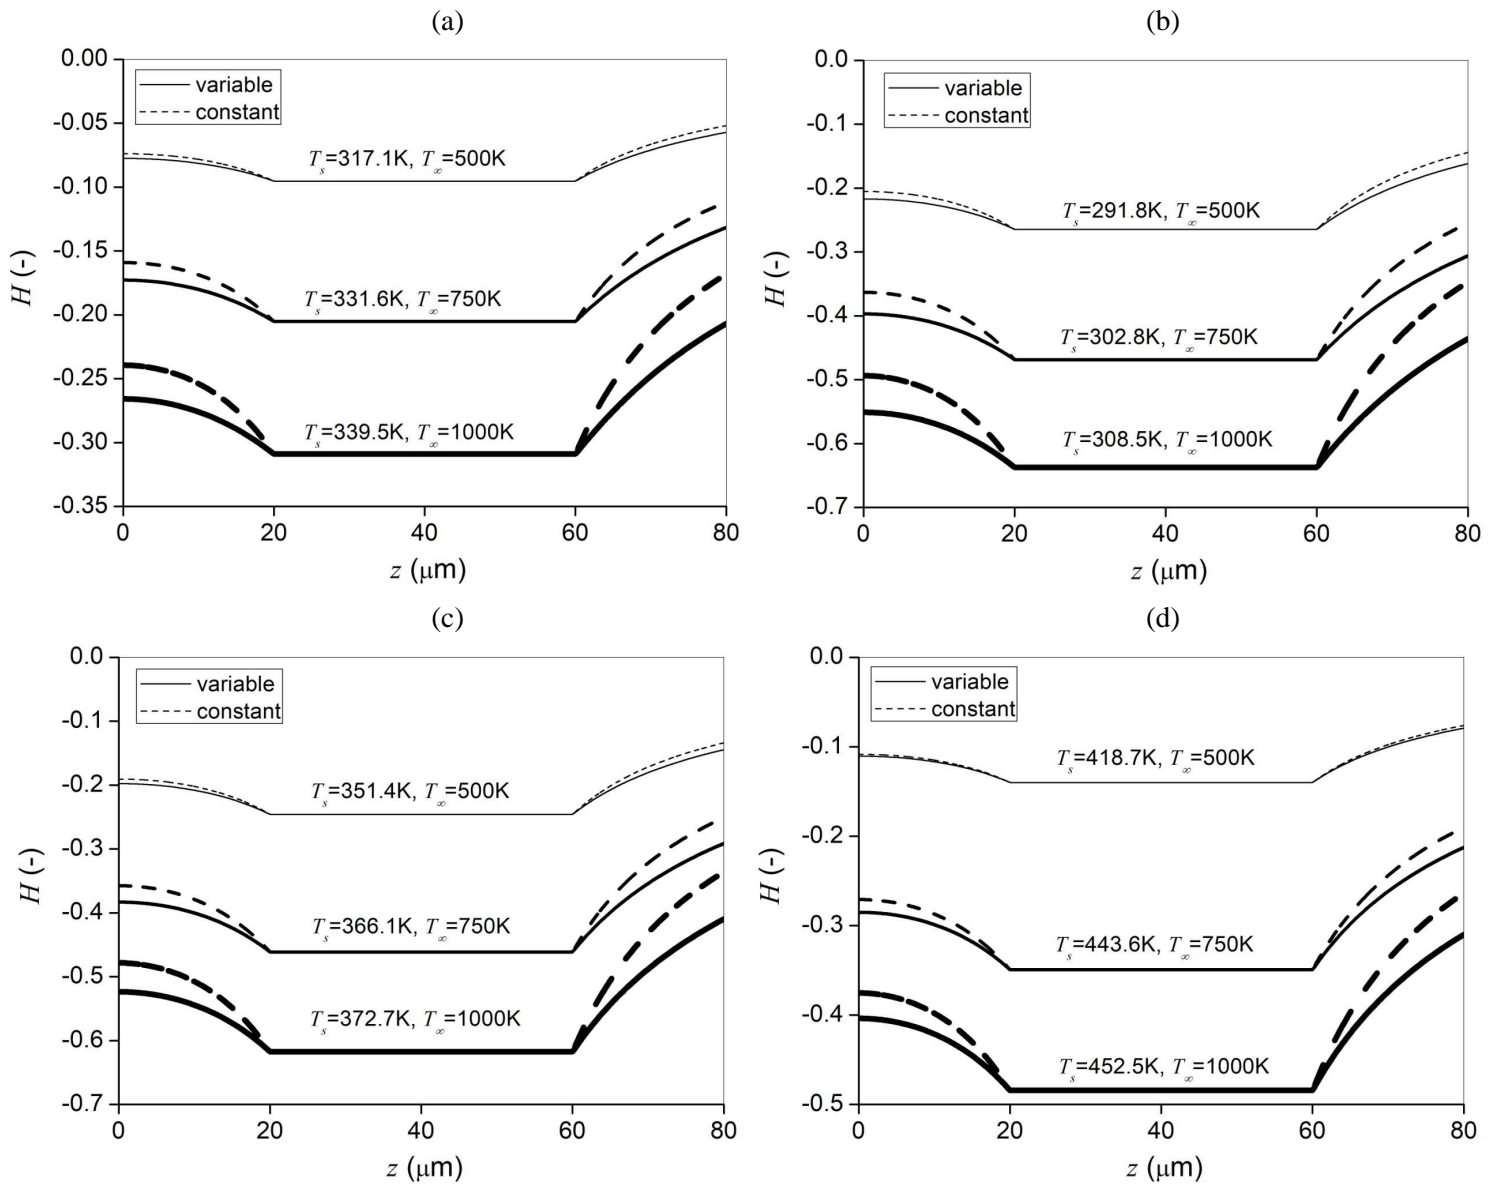 (a)
0.00
-0.05
-0.10
-0.15
-0.20
-0.25
-0.30
-0.35
H (-)
variable
constant
Ts=317.1K, T∞=500K
Ts=331.6K, T∞=750K
Ts=339.5K, T∞=1000K
0 20 40 60 80
z (μm)
(b)
0.0
-0.1
-0.2
-0.3
-0.4
-0.5
-0.6
-0.7
H (-)
variable
constant
Ts=291.8K, T∞=500K
Ts=302.8K, T∞=750K
Ts=308.5K, T∞=1000K
0 20 40 60 80
z (μm)
(c)
0.0
-0.1
-0.2
-0.3
-0.4
-0.5
-0.6
-0.7
H (-)
variable
constant
Ts=351.4K, T∞=500K
Ts=366.1K, T∞=750K
Ts=372.7K, T∞=1000K
0 20 40 60 80
z (μm)
(d)
0.0
-0.1
-0.2
-0.3
-0.4
-0.5
H (-)
variable
constant
Ts=418.7K, T∞=500K
Ts=443.6K, T∞=750K
Ts=452.5K, T∞=1000K
0 20 40 60 80
z (μm)